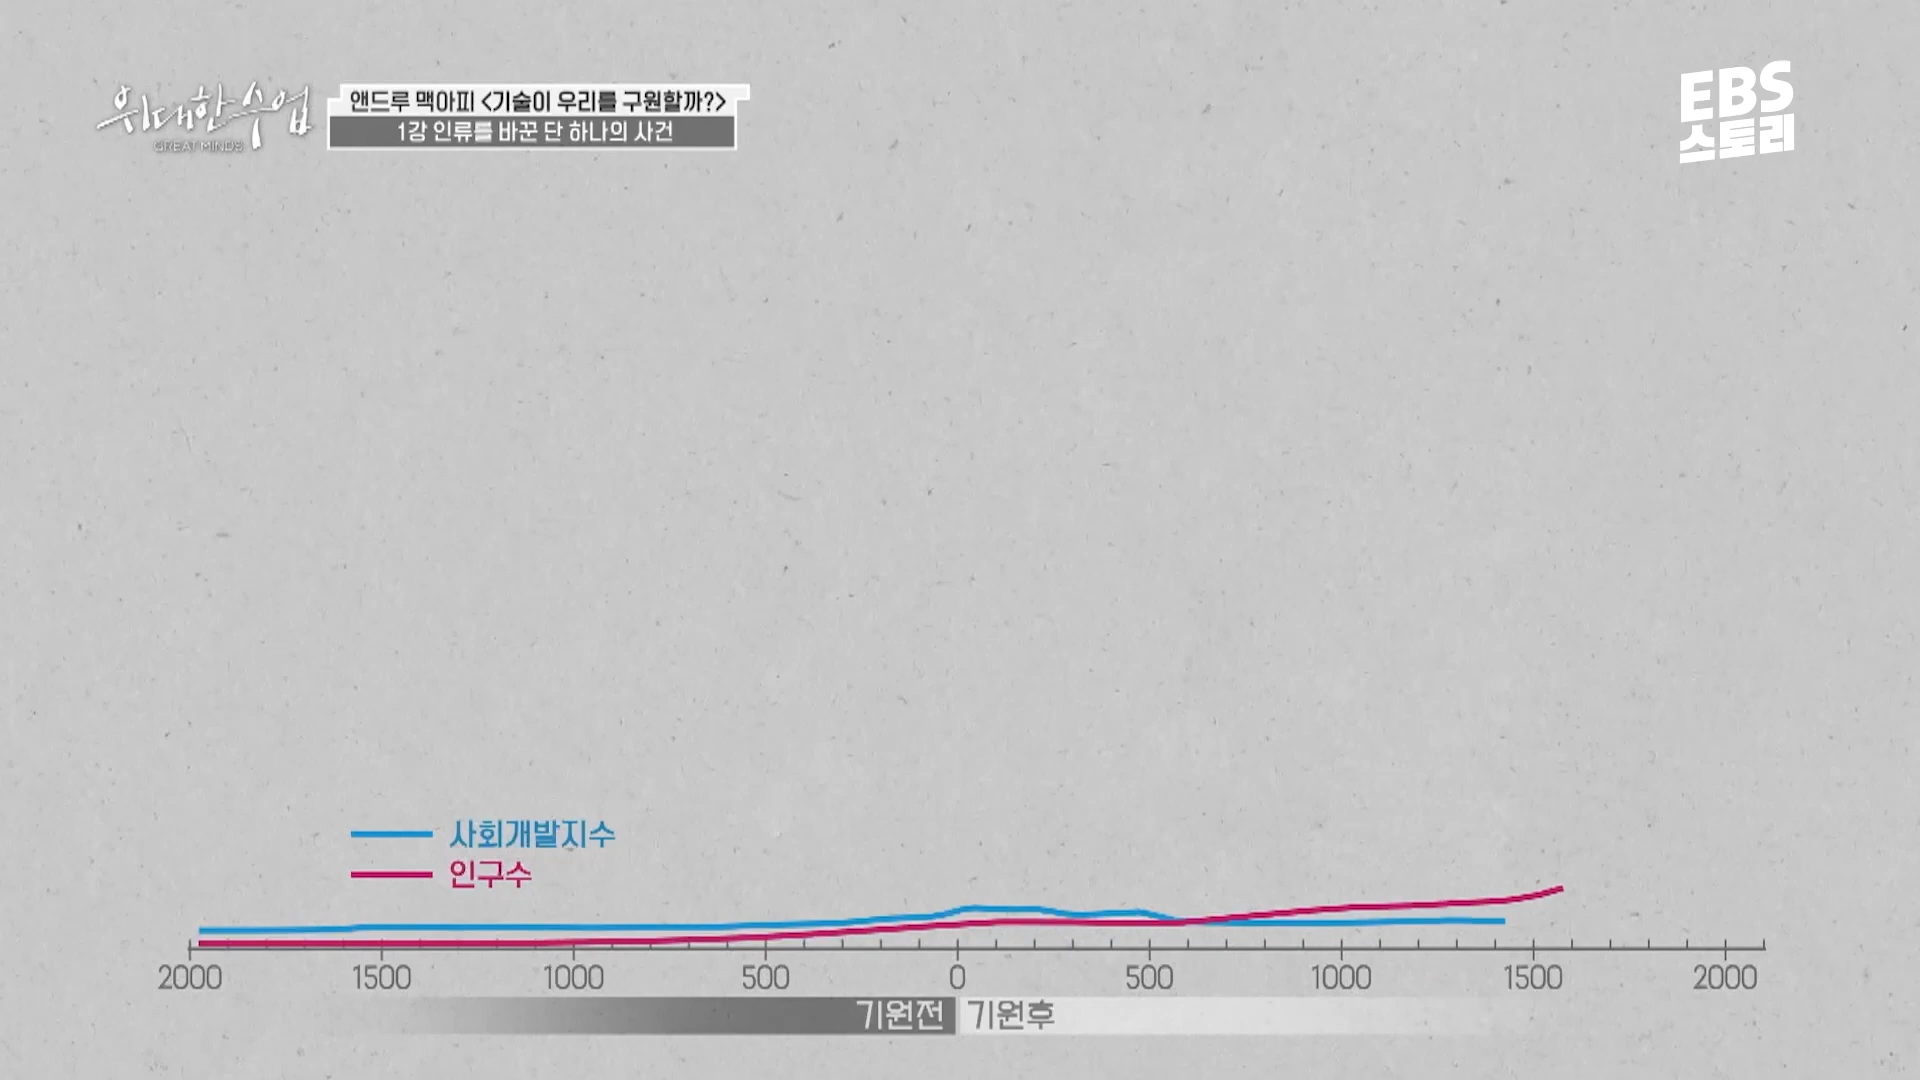 위대한 수업
GREAT MINDS
앤드루 맥아피 <기술이 우리를 구원할까?>
1강 인류를 바꾼 단 하나의 사건
EBS
스토리
사회개발지수
인구수
2000 1500 1000 500 0 500 1000 1500 2000
기원전 기원후